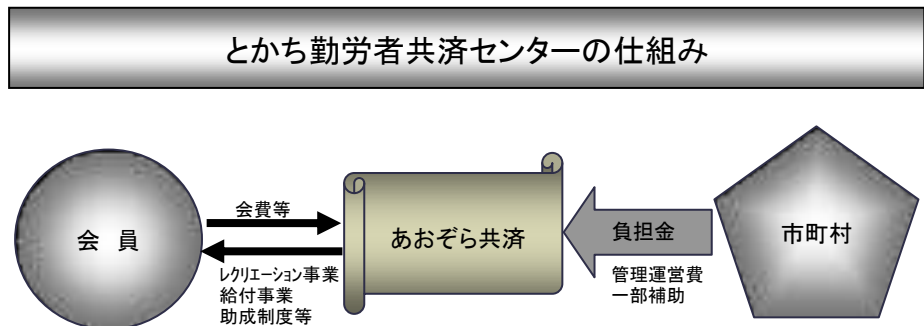 とかち勤労者共済センターの仕組み
会 員
会費等
レクリエーション事業
給付事業
助成制度等
あおぞら共済
負担金
管理運営費
一部補助
市町村